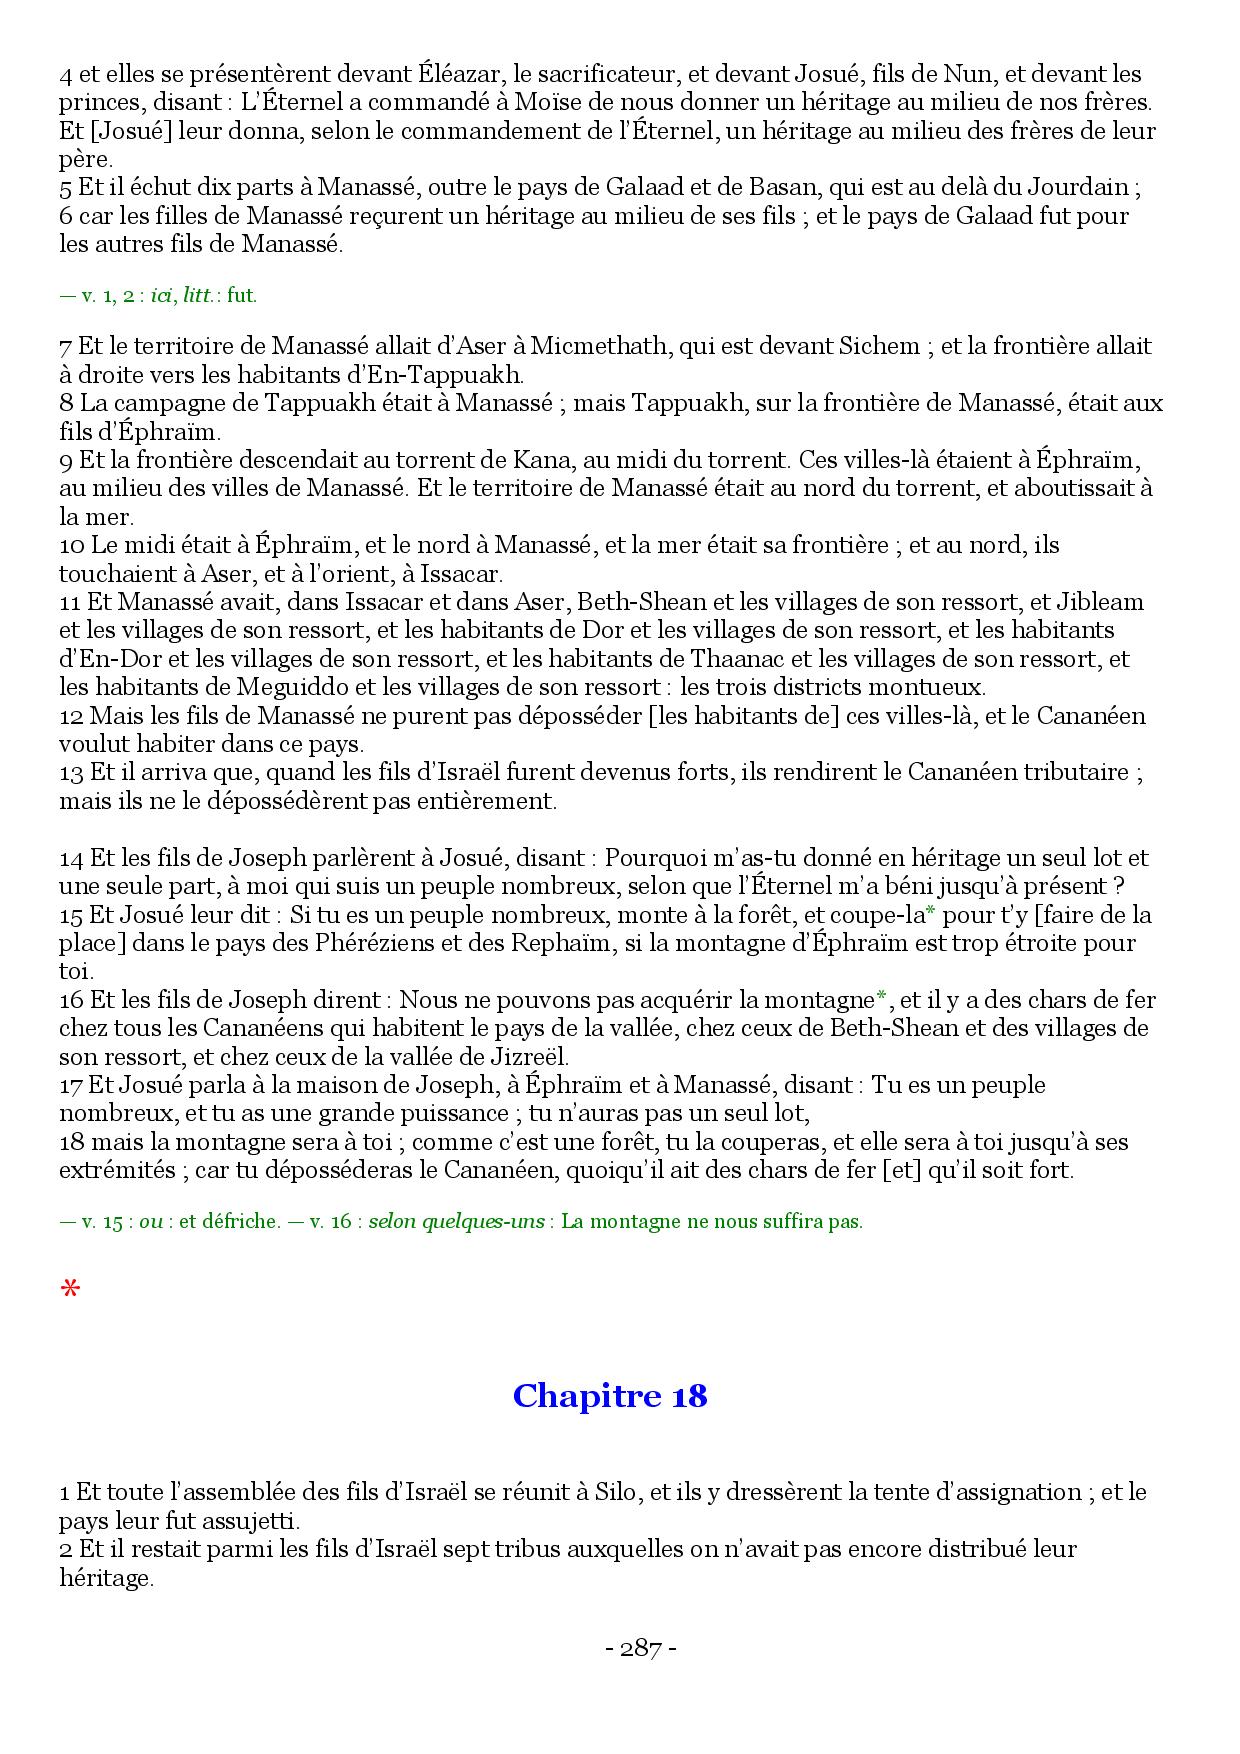 4 et elles se présentèrent devant Éléazar, le sacrificateur, et devant Josué, fils de Nun, et devant les
princes, disant : L’Éternel a commandé à Moïse de nous donner un héritage au milieu de nos frères.
Et [Josué] leur donna, selon le commandement de l’Éternel, un héritage au milieu des frères de leur
père.
5 Et il échut dix parts à Manassé, outre le pays de Galaad et de Basan, qui est au delà du Jourdain ;
6 car les filles de Manassé reçurent un héritage au milieu de ses fils ; et le pays de Galaad fut pour
les autres fils de Manassé.
— v. 1, 2 : ici, litt.: fut.
7 Et le territoire de Manassé allait d’Aser à Micmethath, qui est devant Sichem ; et la frontière allait
à droite vers les habitants d’En-Tappuakh.
8 La campagne de Tappuakh était à Manassé ; mais Tappuakh, sur la frontière de Manassé, était aux
fils d’Éphraïm.
9 Et la frontière descendait au torrent de Kana, au midi du torrent. Ces villes-là étaient à Éphraïm,
au milieu des villes de Manassé. Et le territoire de Manassé était au nord du torrent, et aboutissait à
la mer.
10 Le midi était à Éphraïm, et le nord à Manassé, et la mer était sa frontière ; et au nord, ils
touchaient à Aser, et à l’orient, à Issacar.
11 Et Manassé avait, dans Issacar et dans Aser, Beth-Shean et les villages de son ressort, et Jibleam
et les villages de son ressort, et les habitants de Dor et les villages de son ressort, et les habitants
d’En-Dor et les villages de son ressort, et les habitants de Thaanac et les villages de son ressort, et
les habitants de Meguiddo et les villages de son ressort : les trois districts montueux.
12 Mais les fils de Manassé ne purent pas déposséder [les habitants de] ces villes-là, et le Cananéen
voulut habiter dans ce pays.
13 Et il arriva que, quand les fils d’Israël furent devenus forts, ils rendirent le Cananéen tributaire ;
mais ils ne le dépossédèrent pas entièrement.
14 Et les fils de Joseph parlèrent à Josué, disant : Pourquoi m’as-tu donné en héritage un seul lot et
une seule part, à moi qui suis un peuple nombreux, selon que l’Éternel m’a béni jusqu’à présent ?
15 Et Josué leur dit : Si tu es un peuple nombreux, monte à la forêt, et coupe-la* pour t’y [faire de la
place] dans le pays des Phéréziens et des Rephaïm, si la montagne d’Éphraïm est trop étroite pour
toi.
16 Et les fils de Joseph dirent : Nous ne pouvons pas acquérir la montagne*, et il y a des chars de fer
chez tous les Cananéens qui habitent le pays de la vallée, chez ceux de Beth-Shean et des villages de
son ressort, et chez ceux de la vallée de Jizreël.
17 Et Josué parla à la maison de Joseph, à Éphraïm et à Manassé, disant : Tu es un peuple
nombreux, et tu as une grande puissance ; tu n’auras pas un seul lot,
18 mais la montagne sera à toi ; comme c’est une forêt, tu la couperas, et elle sera à toi jusqu’à ses
extrémités ; car tu déposséderas le Cananéen, quoiqu’il ait des chars de fer [et] qu’il soit fort.
— v. 15 : ou : et défriche. — v. 16 : selon quelques-uns : La montagne ne nous suffira pas.
*
Chapitre 18
1 Et toute l’assemblée des fils d’Israël se réunit à Silo, et ils y dressèrent la tente d’assignation ; et le
pays leur fut assujetti.
2 Et il restait parmi les fils d’Israël sept tribus auxquelles on n’avait pas encore distribué leur
héritage.
- 287 -